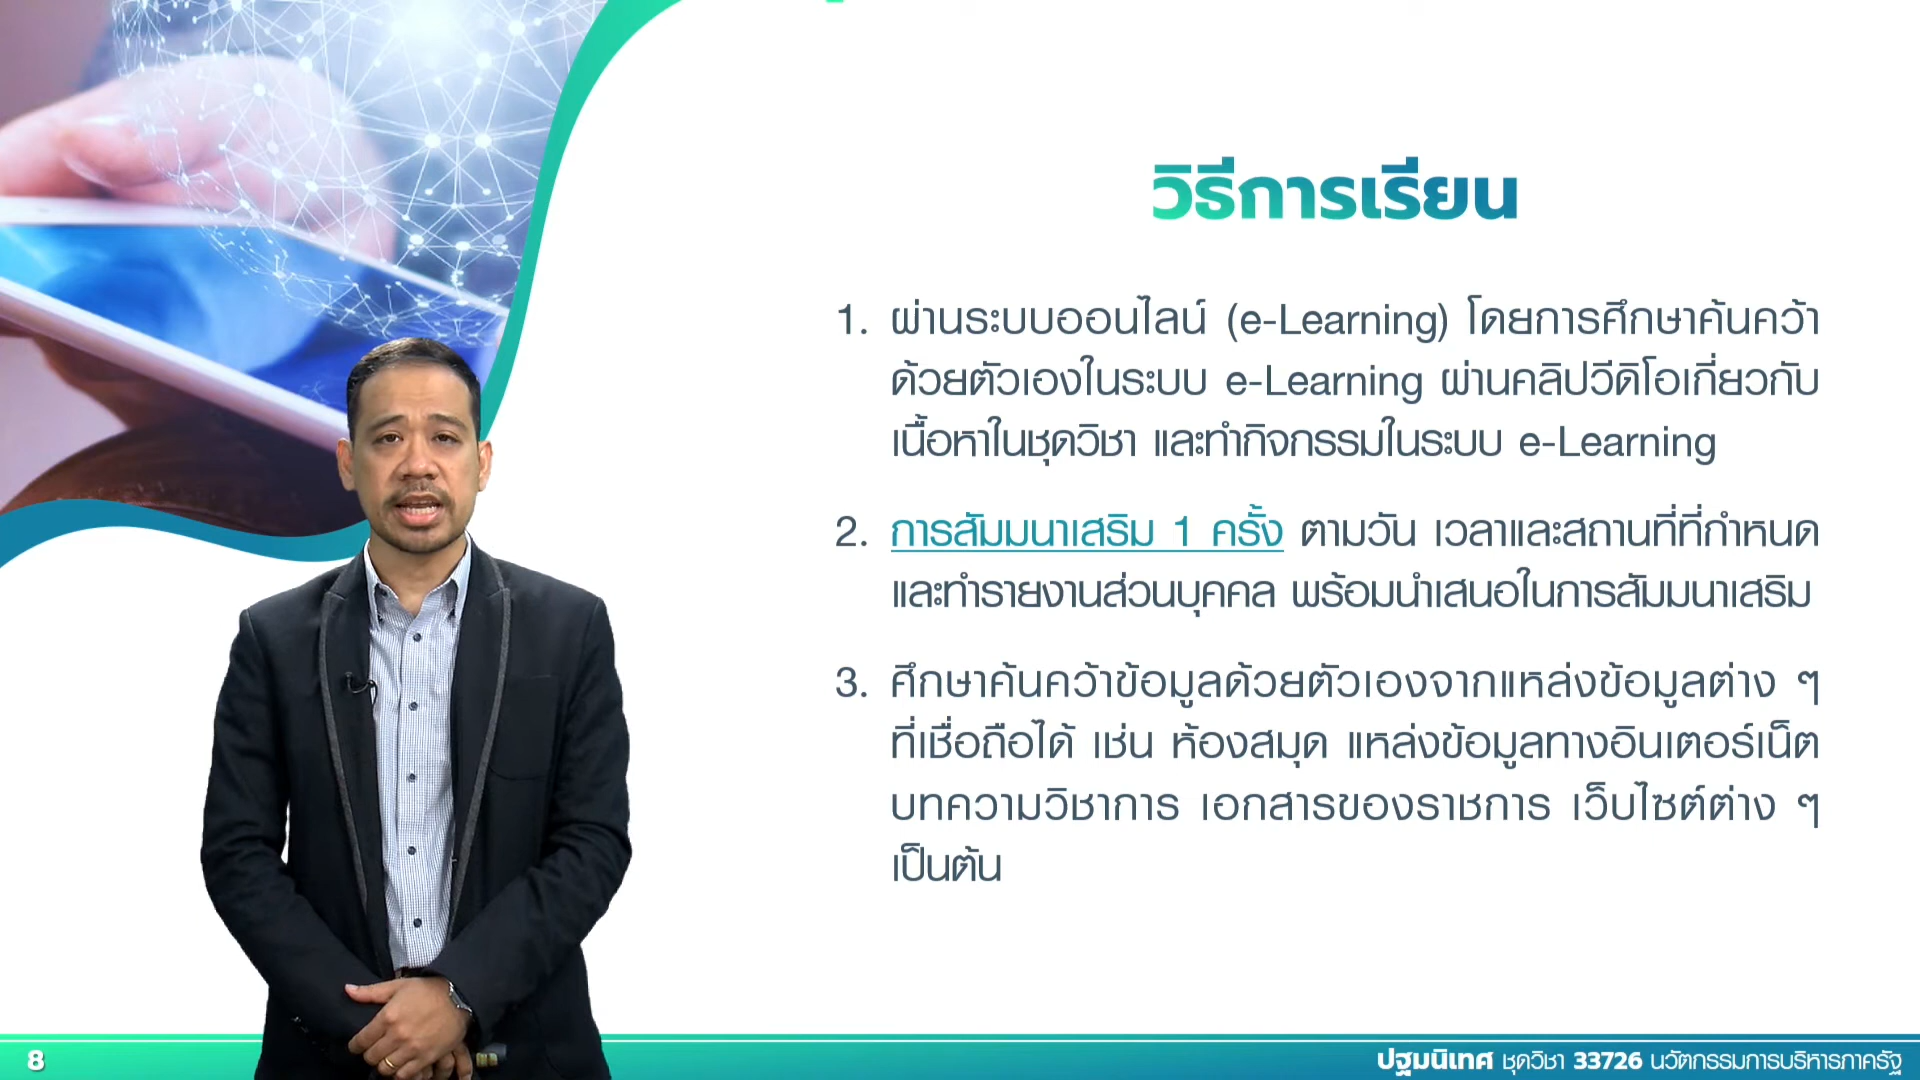 วิธีการเรียน
1. ผ่านระบบออนไลน์ (e-Learning) โดยการศึกษาค้นคว้า
ด้วยตัวเองในระบบ e-Learning ผ่านคลิปวีดิโอเกี่ยวกับ
เนื้อหาในชุดวิชา และทำกิจกรรมในระบบ e-Learning
2. การสัมมนาเสริม 1 ครั้ง ตามวัน เวลาและสถานที่ที่กำหนด
และทำรายงานส่วนบุคคล พร้อมนำเสนอในการสัมมนาเสริม
3. ศึกษาค้นคว้าข้อมูลด้วยตัวเองจากแหล่งข้อมูลต่าง ๆ
ที่เชื่อถือได้ เช่น ห้องสมุด แหล่งข้อมูลทางอินเตอร์เน็ต
บทความวิชาการ เอกสารของราชการ เว็บไซต์ต่าง ๆ
เป็นต้น
8
ปฐมนิเทศ ชุดวิชา 33726 นวัตกรรมการบริหารภาครัฐ